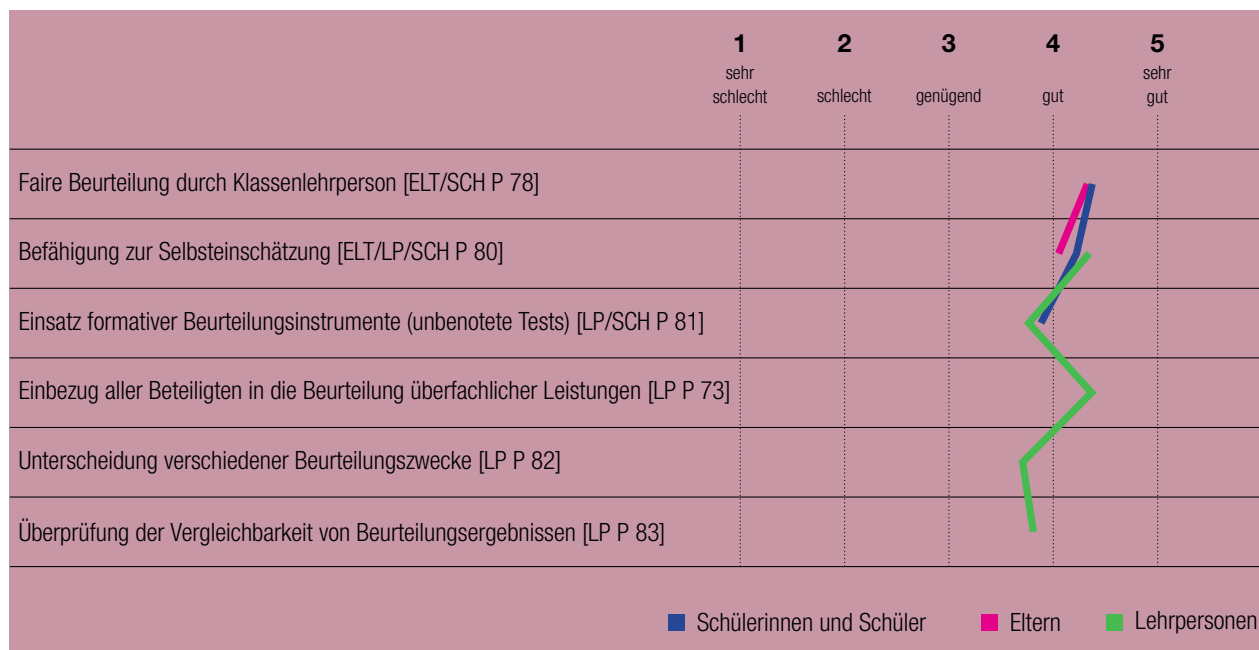 1 2 3 4 5
sehr schlecht schlecht genügend gut sehr gut
Faire Beurteilung durch Klassenlehrperson [ELT/SCH P 78]
Befähigung zur Selbsteinschätzung [ELT/LP/SCH P 80]
Einsatz formativer Beurteilungsinstrumente (unbenotete Tests) [LP/SCH P 81]
Einbezug aller Beteiligten in die Beurteilung überfachlicher Leistungen [LP P 73]
Unterscheidung verschiedener Beurteilungszwecke [LP P 82]
Überprüfung der Vergleichbarkeit von Beurteilungsergebnissen [LP P 83]
Schülerinnen und Schüler Eltern Lehrpersonen